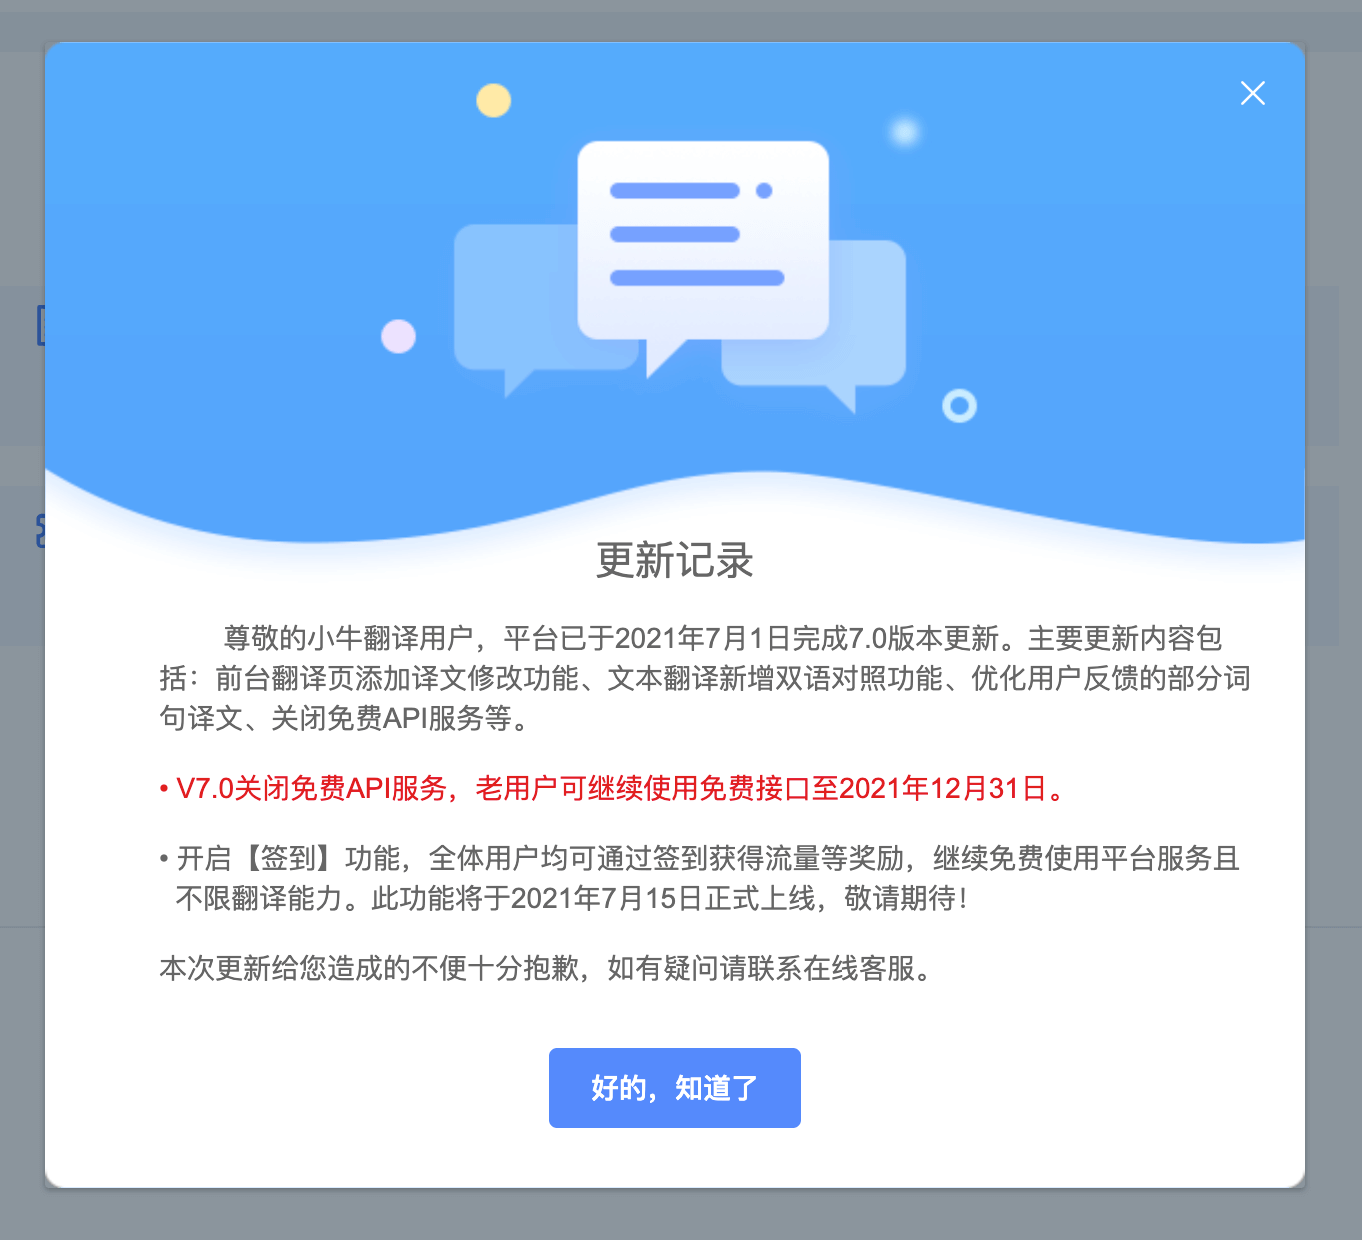 更新记录
尊敬的小牛翻译用户，平台已于2021年7月1日完成7.0版本更新。主要更新内容包
括：前台翻译页添加译文修改功能、文本翻译新增双语对照功能、优化用户反馈的部分词
句译文、关闭免费API服务等。
• V7.0关闭免费API服务，老用户可继续使用免费接口至2021年12月31日。
• 开启【签到】功能，全体用户均可通过签到获得流量等奖励，继续免费使用平台服务且
不限翻译能力。此功能将于2021年7月15日正式上线，敬请期待！
本次更新给您造成的不便十分抱歉，如有疑问请联系在线客服。
好的，知道了